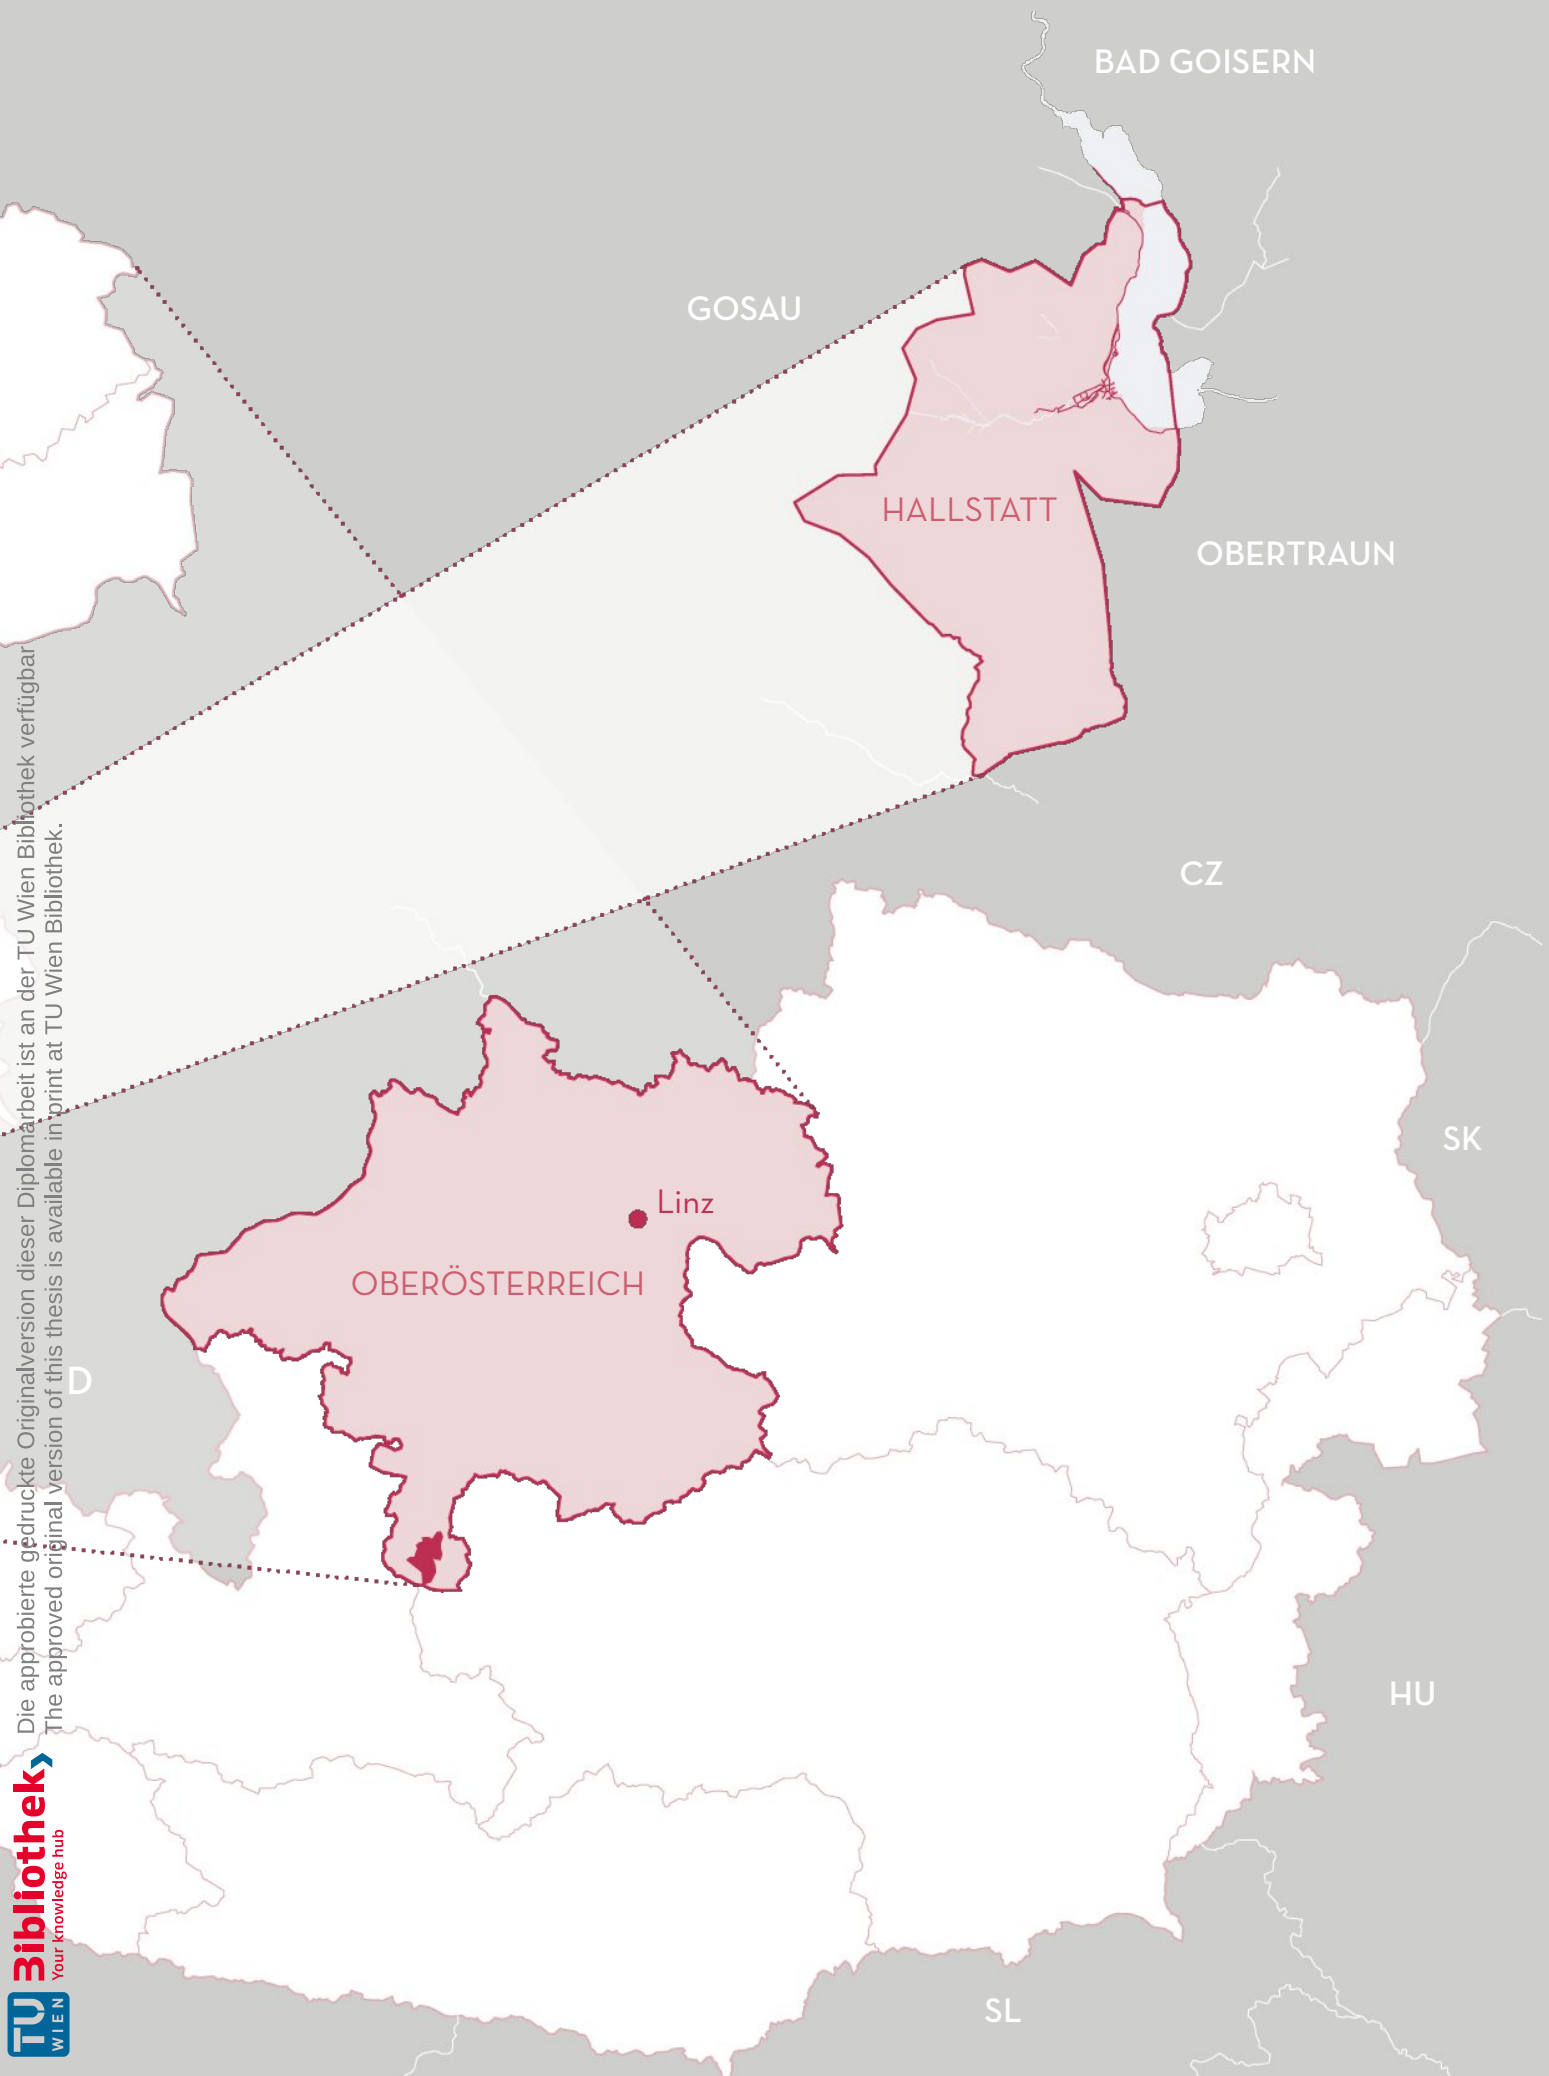 BAD GOISERN
GOSAU
HALLSTATT
OBERTRAUN
CZ
SK
Linz
OBERÖSTERREICH
D
HU
SL
Die approbierte gedruckte Originalversion dieser Diplomarbeit ist an der TU Wien Bibliothek verfügbar
The approved original version of this thesis is available in print at TU Wien Bibliothek.
Bibliothek
Your knowledge hub
TU
WIEN